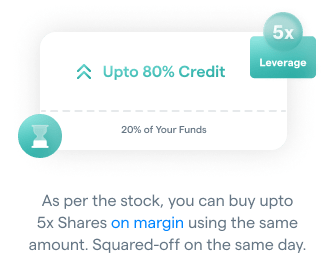 5x
Leverage
Upto 80% Credit
20% of Your Funds
As per the stock, you can buy upto
5x Shares on margin using the same
amount. Squared-off on the same day.